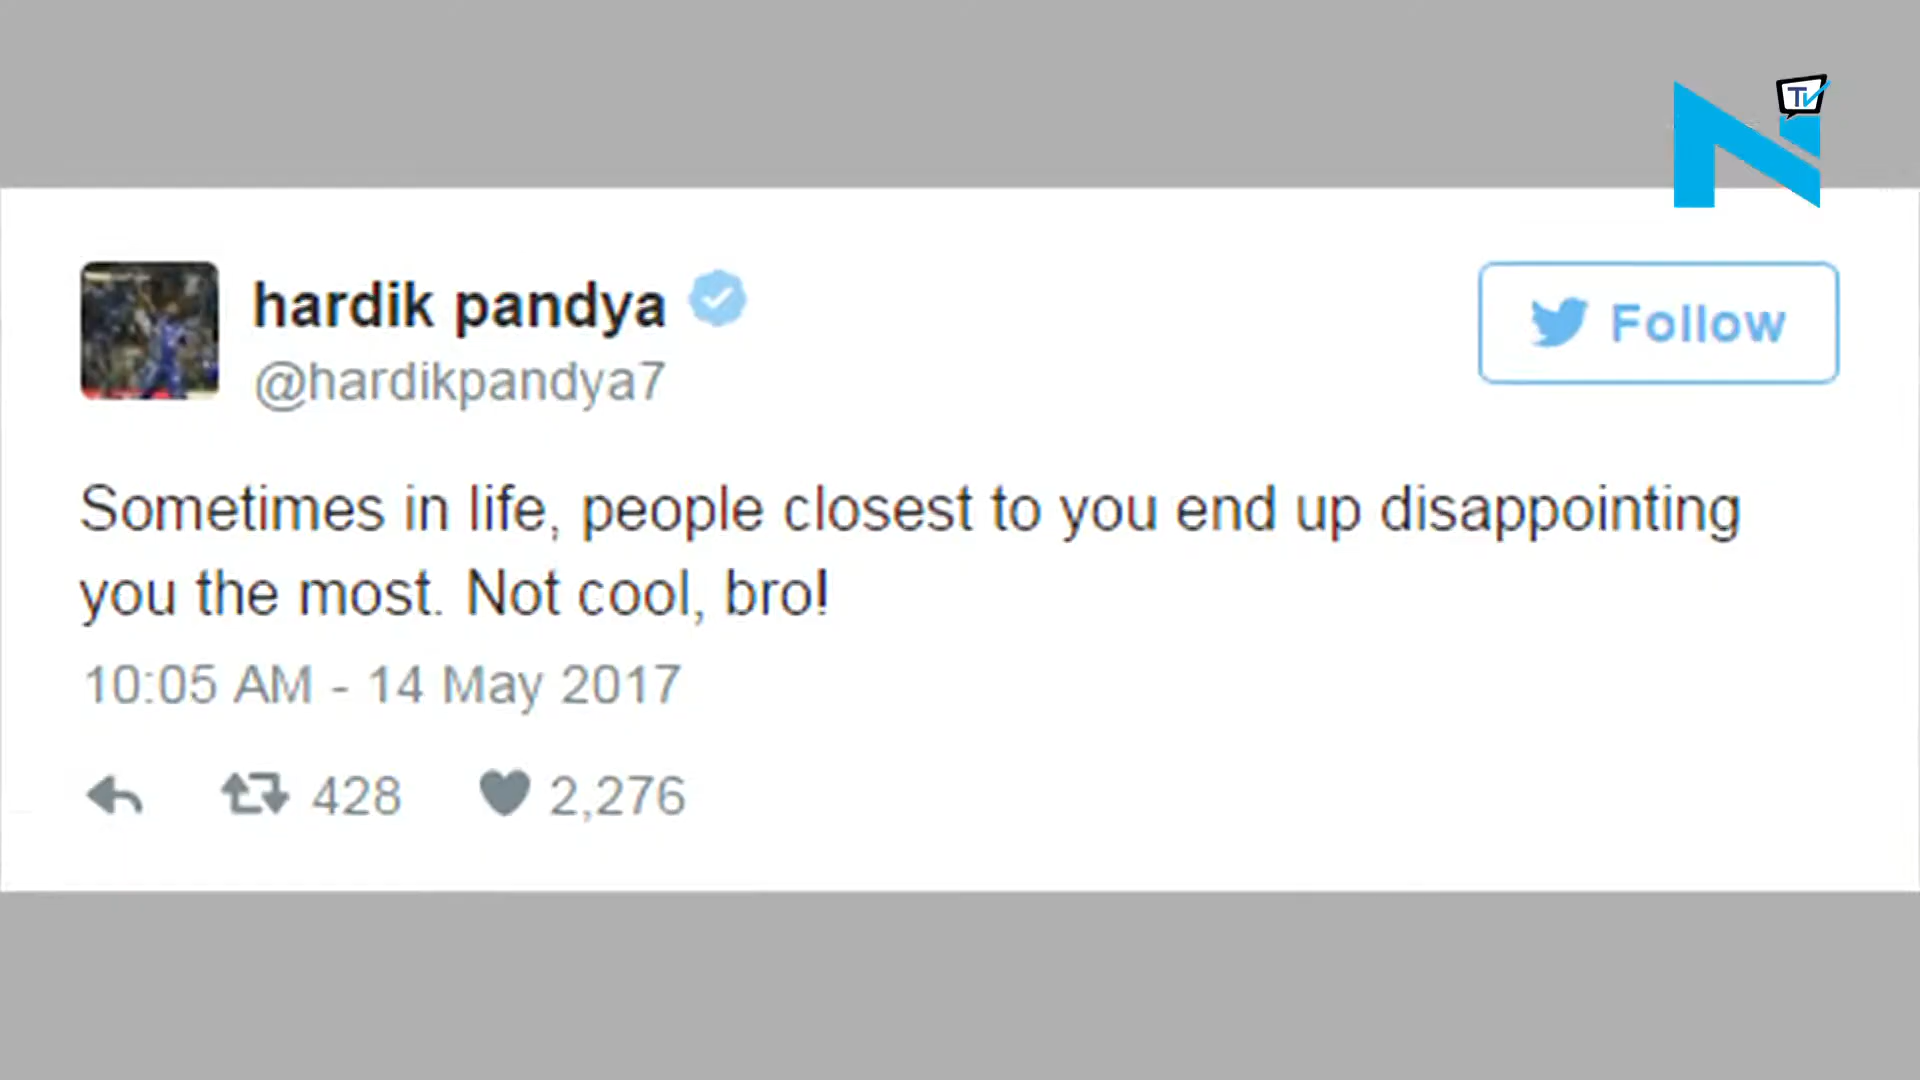 TV
hardik pandya
@hardikpandya7
Follow
Sometimes in life, people closest to you end up disappointing
you the most. Not cool, bro!
10:05 AM - 14 May 2017
428 2,276